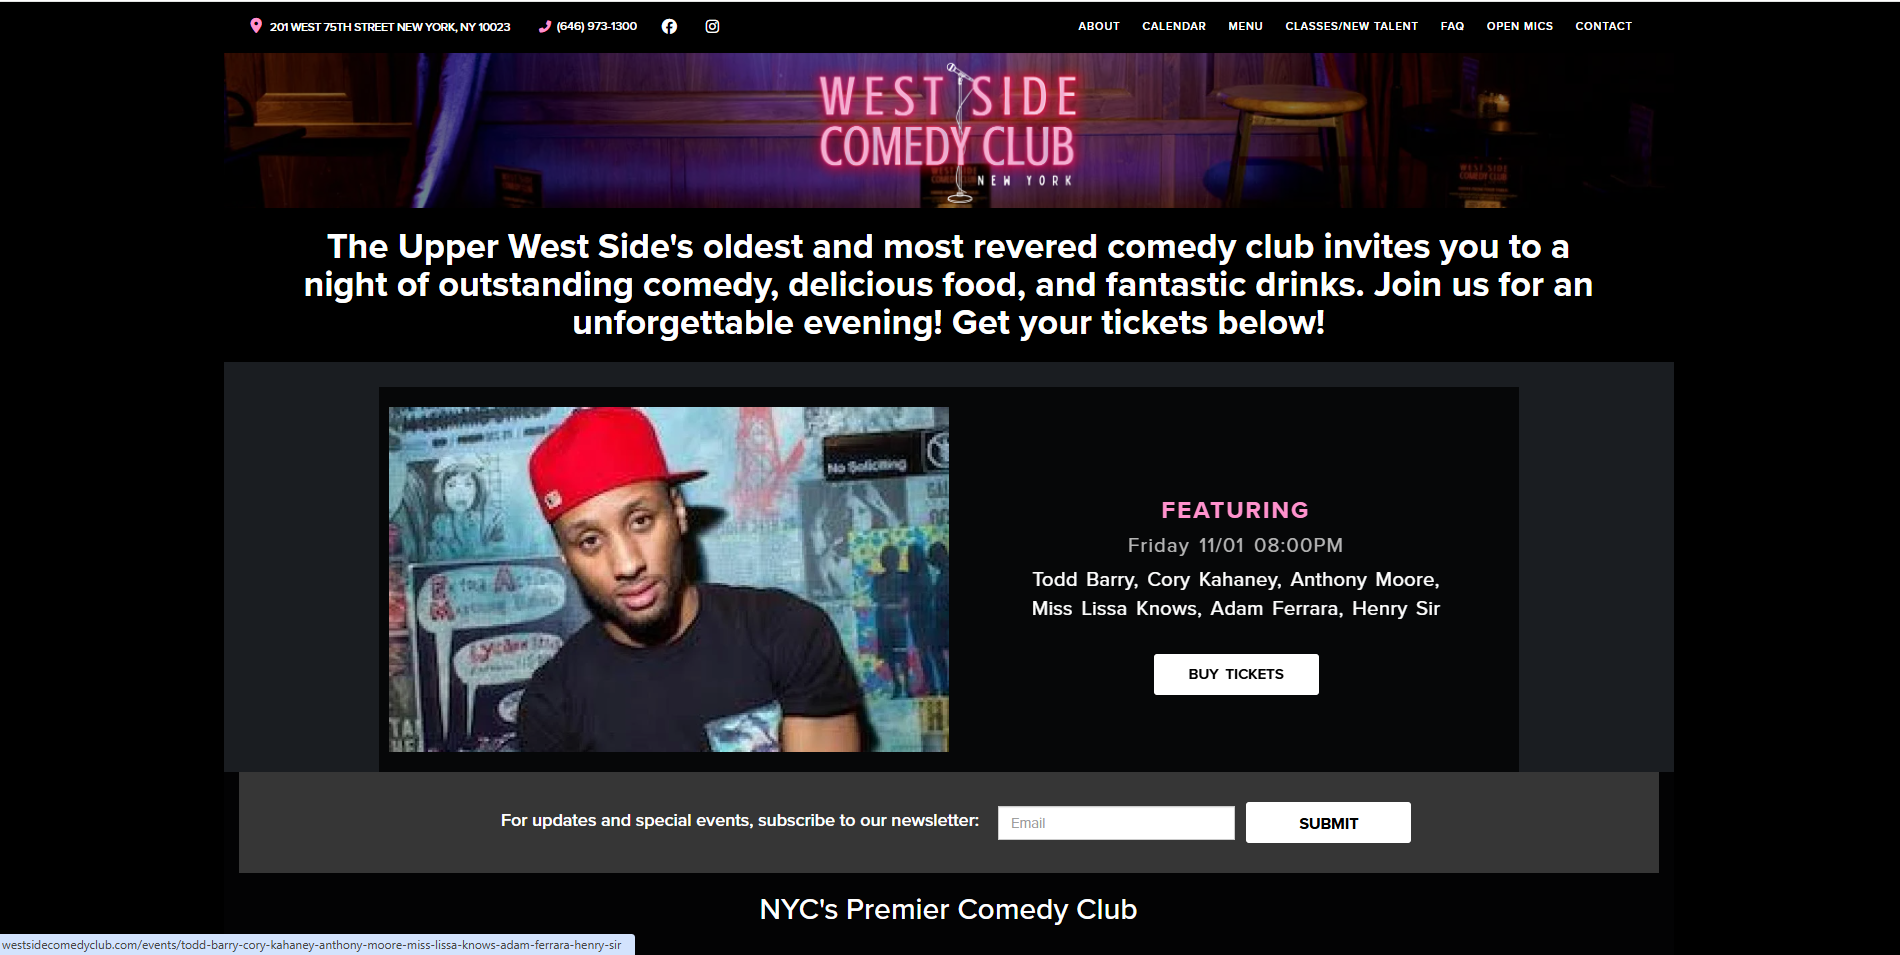 201 WEST 75TH STREET NEW YORK, NY 10023
(646) 973-1300
ABOUT CALENDAR MENU CLASSES/NEW TALENT FAQ OPEN MICS CONTACT
WEST SIDE
COMEDY CLUB
NEW YORK
The Upper West Side's oldest and most revered comedy club invites you to a
night of outstanding comedy, delicious food, and fantastic drinks. Join us for an
unforgettable evening! Get your tickets below!
No Soliciting
FEATURING
Friday 11/01 08:00PM
Todd Barry, Cory Kahaney, Anthony Moore,
Miss Lissa Knows, Adam Ferrara, Henry Sir
BUY TICKETS
For updates and special events, subscribe to our newsletter:
Email
SUBMIT
NYC's Premier Comedy Club
westsidecomedyclub.com/events/todd-barry-cory-kahaney-anthony-moore-miss-lissa-knows-adam-ferrara-henry-sir